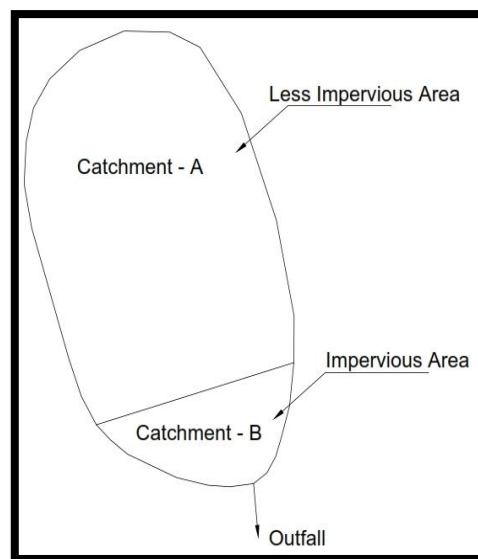 Less Impervious Area
Catchment - A
Impervious Area
Catchment - B
Outfall